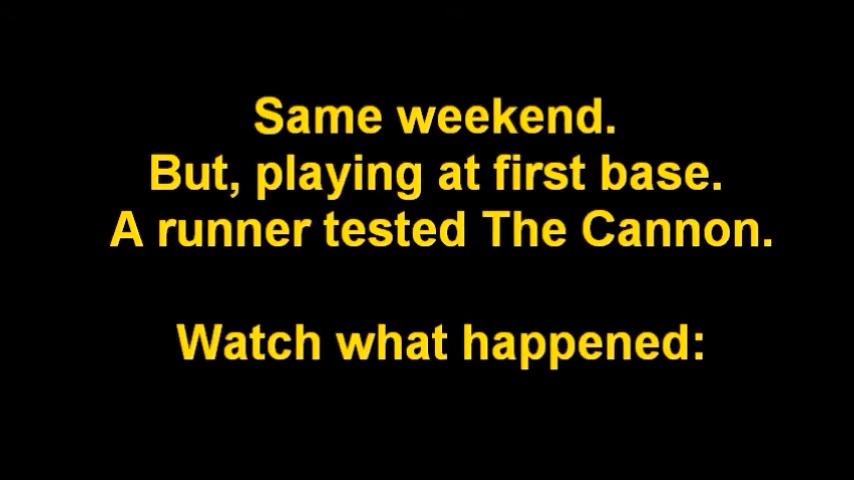 Same weekend.
But, playing at first base.
A runner tested The Cannon.
Watch what happened: